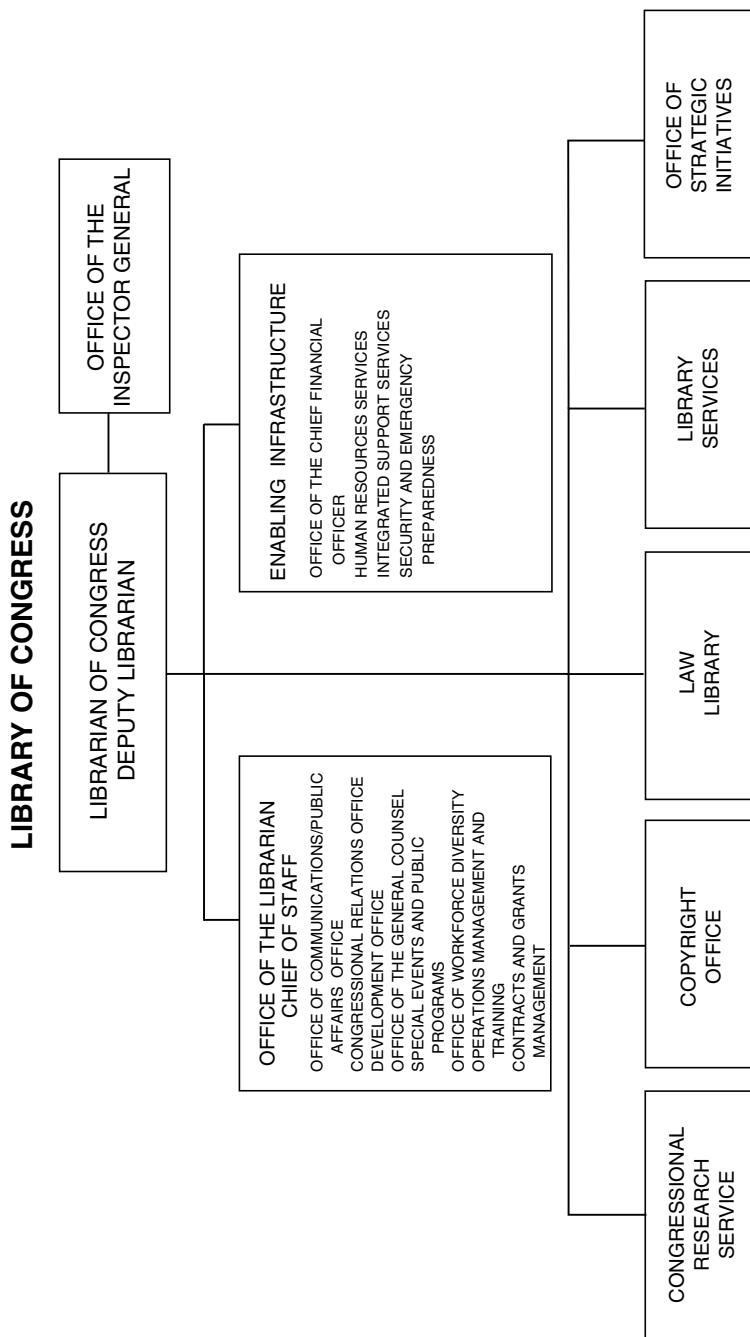 LIBRARY OF CONGRESS
LIBRARIAN OF CONGRESS
DEPUTY LIBRARIAN
OFFICE OF THE
INSPECTOR GENERAL
OFFICE OF THE LIBRARIAN
CHIEF OF STAFF
OFFICE OF COMMUNICATIONS/PUBLIC
AFFAIRS OFFICE
CONGRESSIONAL RELATIONS OFFICE
DEVELOPMENT OFFICE
OFFICE OF THE GENERAL COUNSEL
SPECIAL EVENTS AND PUBLIC
PROGRAMS
OFFICE OF WORKFORCE DIVERSITY
OPERATIONS MANAGEMENT AND
TRAINING
CONTRACTS AND GRANTS
MANAGEMENT
ENABLING INFRASTRUCTURE
OFFICE OF THE CHIEF FINANCIAL
OFFICER
HUMAN RESOURCES SERVICES
INTEGRATED SUPPORT SERVICES
SECURITY AND EMERGENCY
PREPAREDNESS
CONGRESSIONAL
RESEARCH
SERVICE
COPYRIGHT
OFFICE
LAW
LIBRARY
LIBRARY
SERVICES
OFFICE OF
STRATEGIC
INITIATIVES